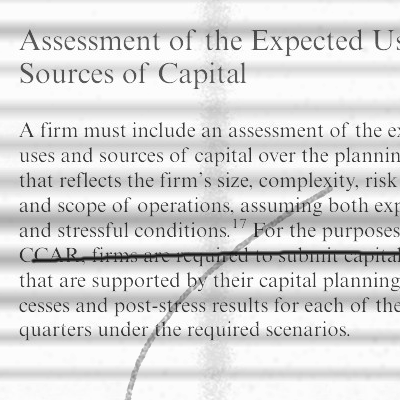 Assessment of the Expected Us
Sources of Capital
A firm must include an assessment of the ex
uses and sources of capital over the plannin
that reflects the firm's size, complexity, risk
and scope of operations, assuming both exp
and stressful conditions.17 For the purposes
CCAR, firms are required to submit capital
that are supported by their capital planning
cesses and post-stress results for each of the
quarters under the required scenarios.